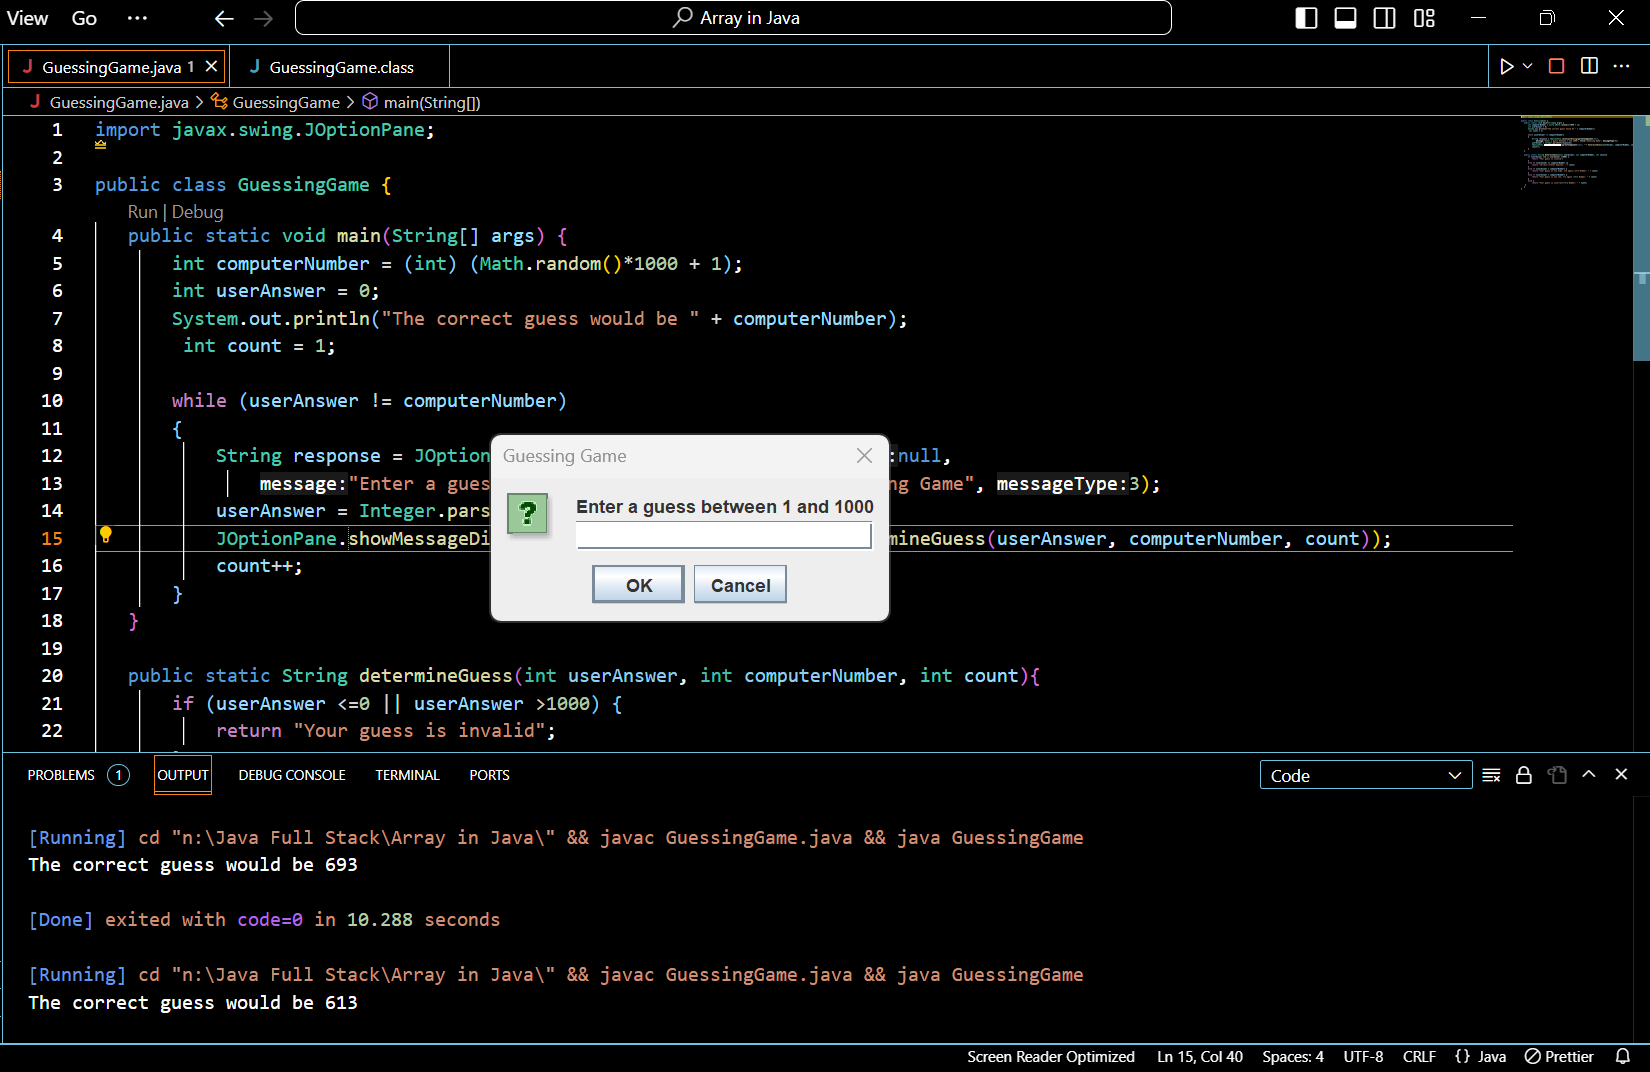 View Go ···
Array in Java
GuessingGame.java 1
GuessingGame.class
GuessingGame.java > GuessingGame > main(String[])
1 import javax.swing.JOptionPane;
2
3 public class GuessingGame {
Run | Debug
4 public static void main(String[] args) {
5 int computerNumber = (int) (Math.random()*1000 + 1);
6 int userAnswer = 0;
7 System.out.println("The correct guess would be " + computerNumber);
8 int count = 1;
9
10 while (userAnswer != computerNumber)
11 {
12 String response = JOption :null,
13 message:"Enter a gues ng Game", messageType:3);
14 userAnswer = Integer.pars
15 JOptionPane.showMessageDi mineGuess(userAnswer, computerNumber, count));
16 count++;
17 }
18 }
19
20 public static String determineGuess(int userAnswer, int computerNumber, int count){
21 if (userAnswer <=0 || userAnswer >1000) {
22 return "Your guess is invalid";
Guessing Game
?
Enter a guess between 1 and 1000
OK Cancel
PROBLEMS 1 OUTPUT DEBUG CONSOLE TERMINAL PORTS
Code
[Running] cd "n:\Java Full Stack\Array in Java\" && javac GuessingGame.java && java GuessingGame
The correct guess would be 693
[Done] exited with code=0 in 10.288 seconds
[Running] cd "n:\Java Full Stack\Array in Java\" && javac GuessingGame.java && java GuessingGame
The correct guess would be 613
Screen Reader Optimized Ln 15, Col 40 Spaces: 4 UTF-8 CRLF {} Java Prettier